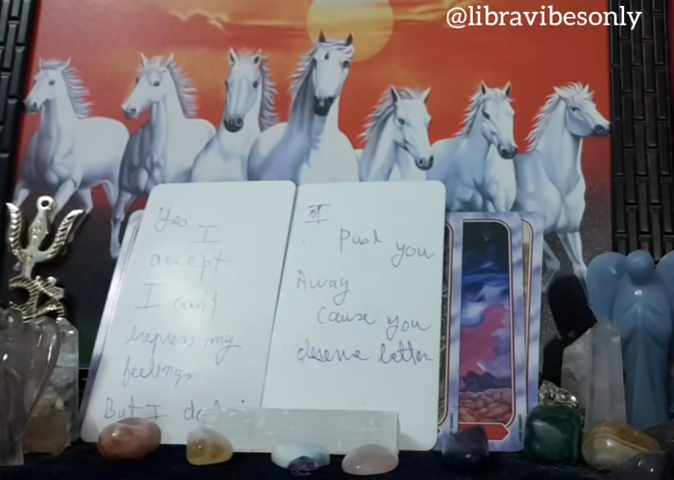 @libravibesonly
Yes I
accept
I can't
express my
feelings
But I
I
Push you
Away
Cause you
deserve better